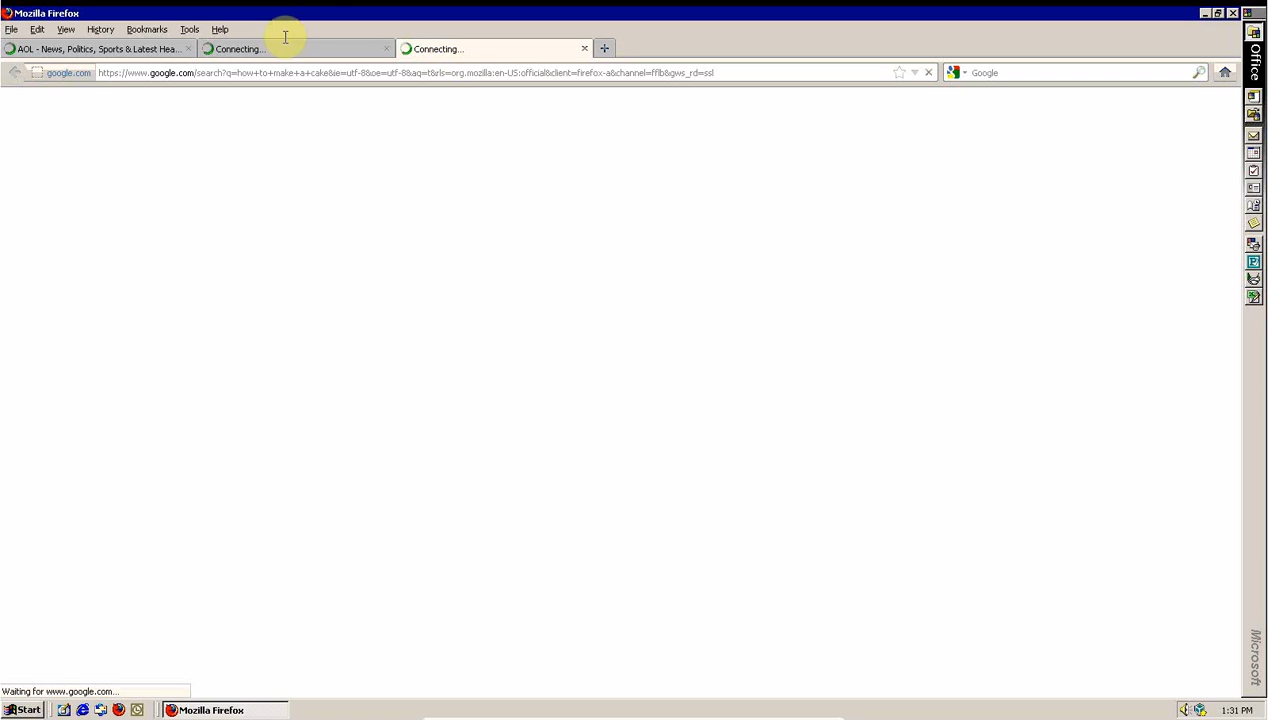 Mozilla Firefox
File Edit View History Bookmarks Tools Help
AOL - News, Politics, Sports & Latest Hea... Connecting... Connecting...
google.com https://www.google.com/search?q=how+to+make+a+cake&ie=utf-8&oe=utf-8&aq=t&rls=org.mozilla:en-US:official&client=firefox-a&channel=fflb&gws_rd=ssl Google
Office
Microsoft
Waiting for www.google.com...
Start Mozilla Firefox 1:31 PM